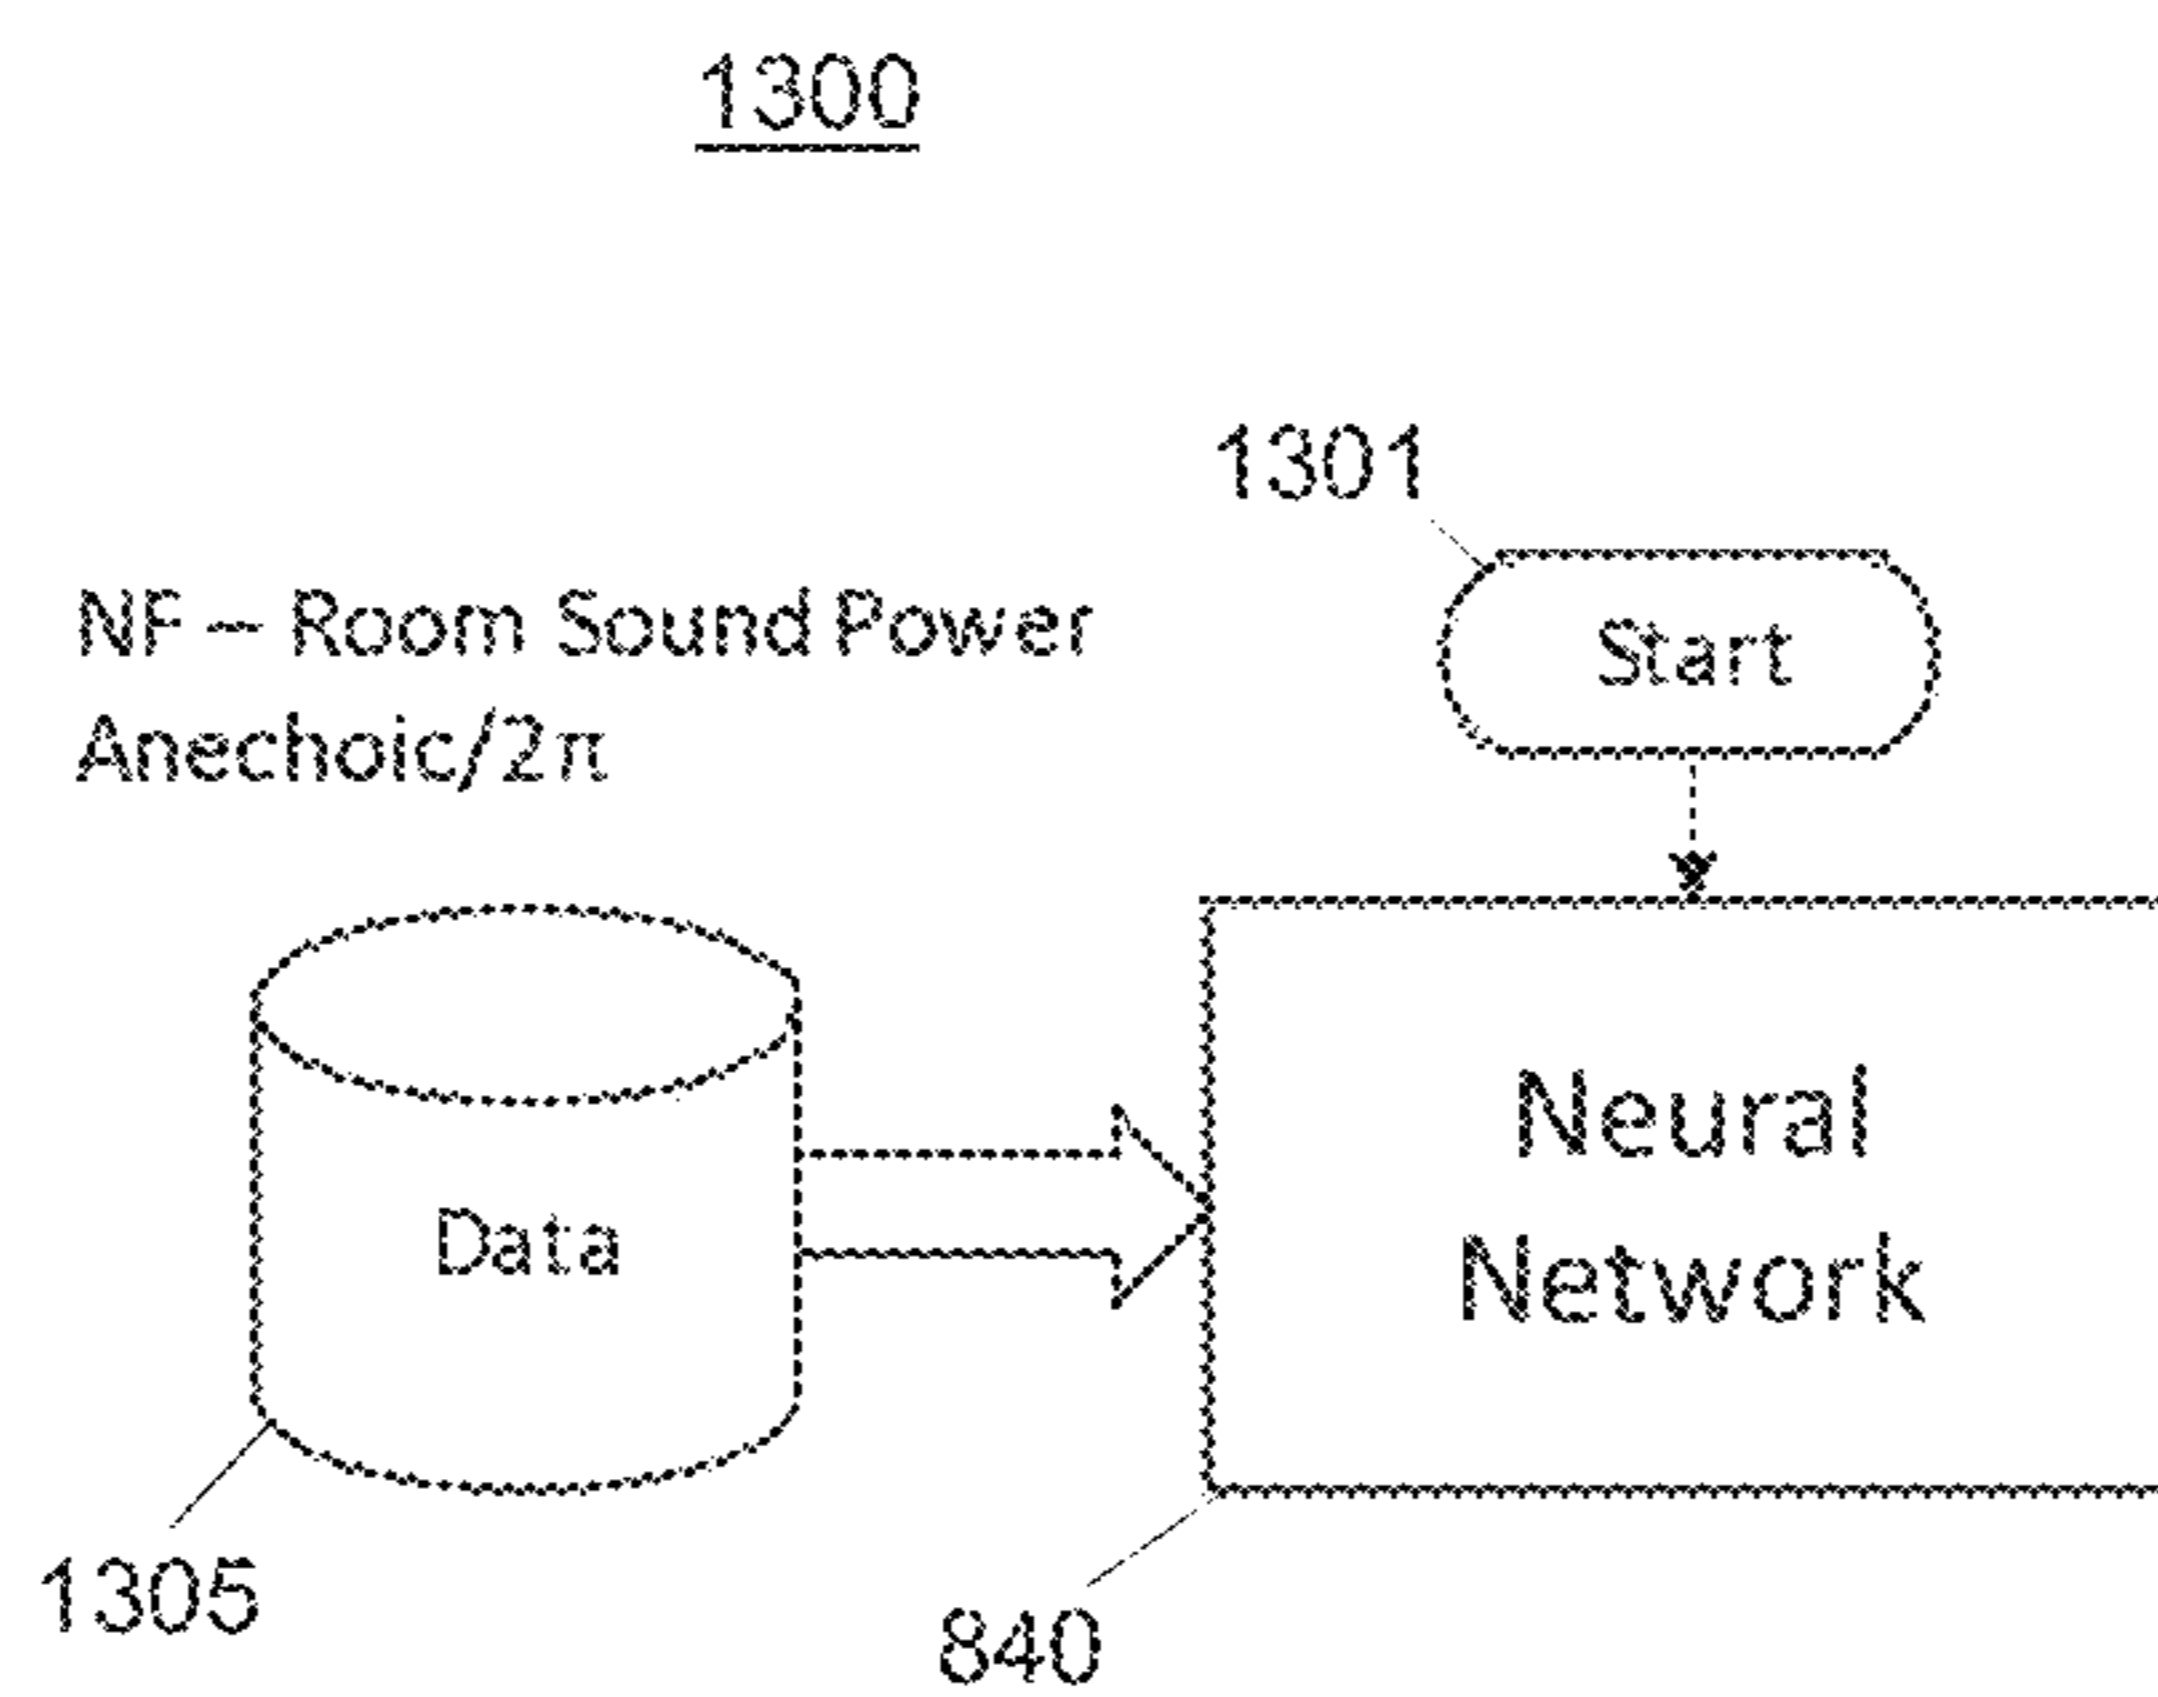 1300
1301
NF – Room Sound Power
Anechoic/2π
Start
Neural
Network
Data
1305
840